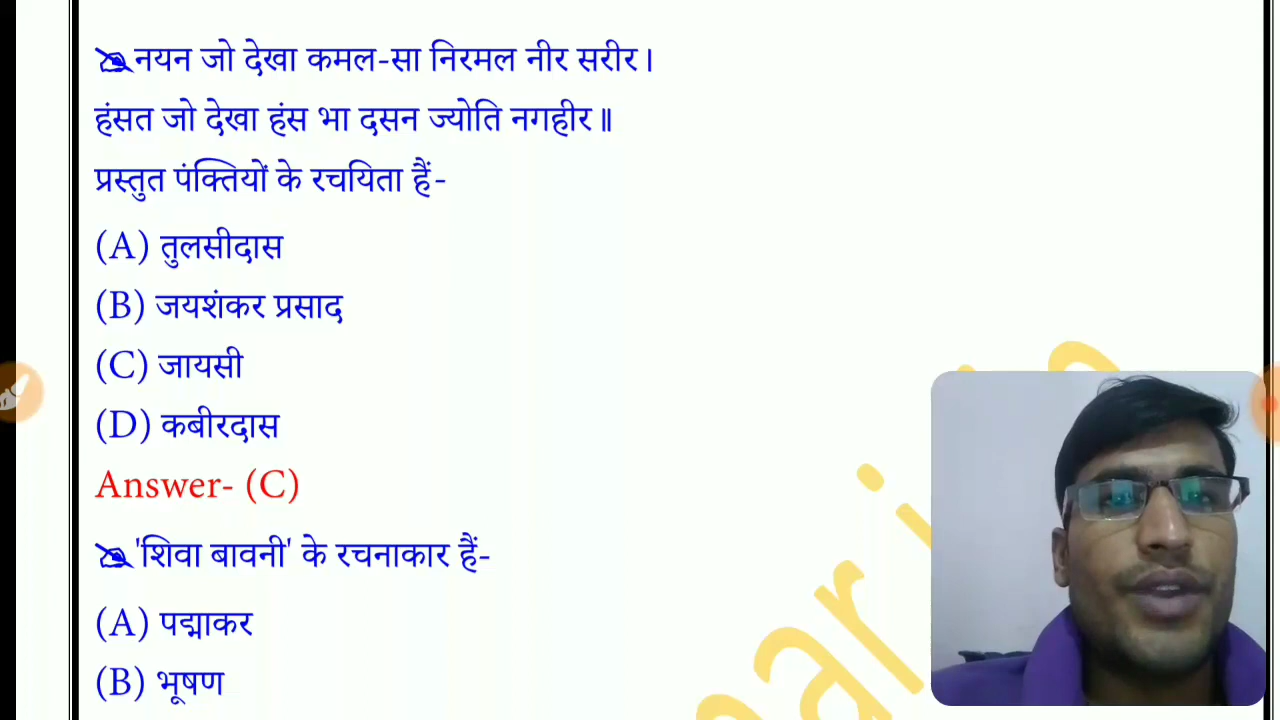 नयन जो देखा कमल-सा निरमल नीर सरीर।
हंसत जो देखा हंस भा दसन ज्योति नगहीर॥
प्रस्तुत पंक्तियों के रचयिता हैं-
(A) तुलसीदास
(B) जयशंकर प्रसाद
(C) जायसी
(D) कबीरदास
Answer- (C)
'शिवा बावनी' के रचनाकार हैं-
(A) पद्माकर
(B) भूषण